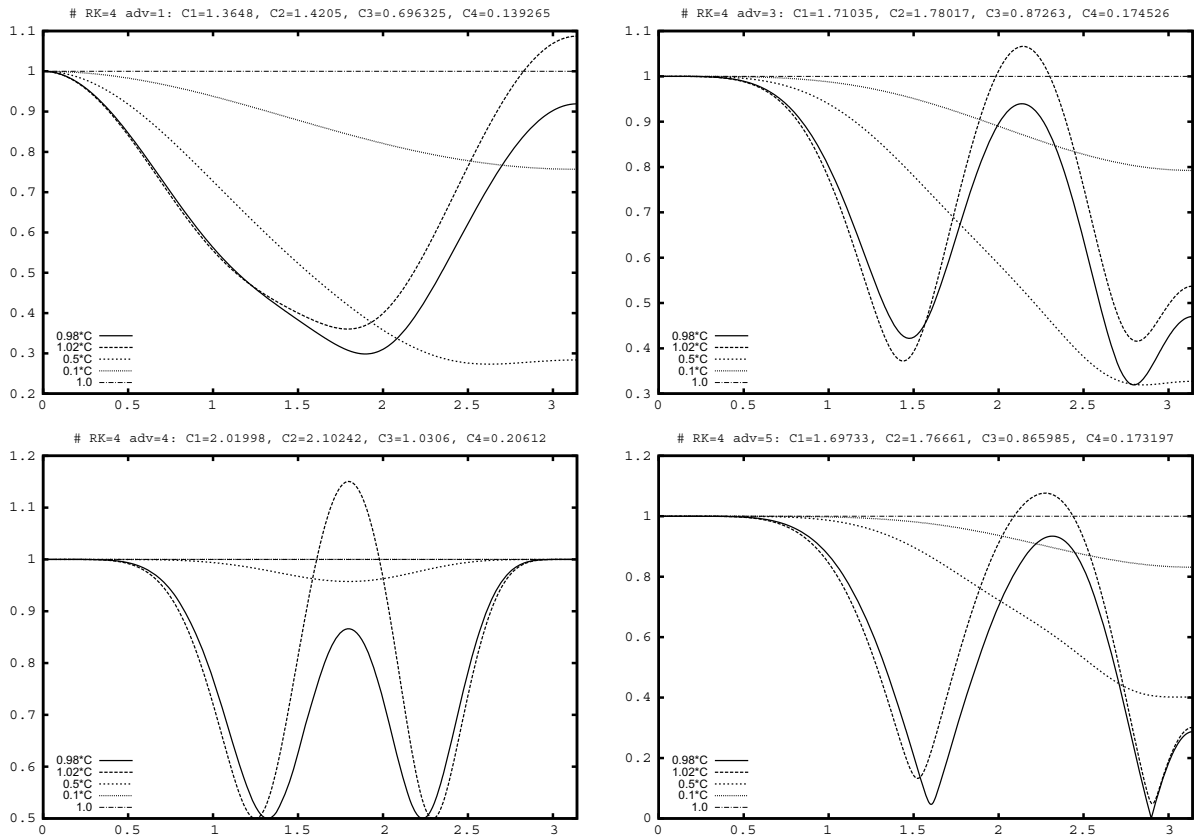 # RK=4 adv=1: C1=1.3648, C2=1.4205, C3=0.696325, C4=0.139265
1.1
1
0.9
0.8
0.7
0.6
0.5
0.4
0.3
0.2
0.98*C
1.02*C
0.5*C
0.1*C
1.0
0 0.5 1 1.5 2 2.5 3
# RK=4 adv=3: C1=1.71035, C2=1.78017, C3=0.87263, C4=0.174526
1.1
1
0.9
0.8
0.7
0.6
0.5
0.4
0.3
0.98*C
1.02*C
0.5*C
0.1*C
1.0
0 0.5 1 1.5 2 2.5 3
# RK=4 adv=4: C1=2.01998, C2=2.10242, C3=1.0306, C4=0.20612
1.2
1.1
1
0.9
0.8
0.7
0.6
0.5
0.98*C
1.02*C
0.5*C
0.1*C
1.0
0 0.5 1 1.5 2 2.5 3
# RK=4 adv=5: C1=1.69733, C2=1.76661, C3=0.865985, C4=0.173197
1.2
1
0.8
0.6
0.4
0.2
0
0.98*C
1.02*C
0.5*C
0.1*C
1.0
0 0.5 1 1.5 2 2.5 3